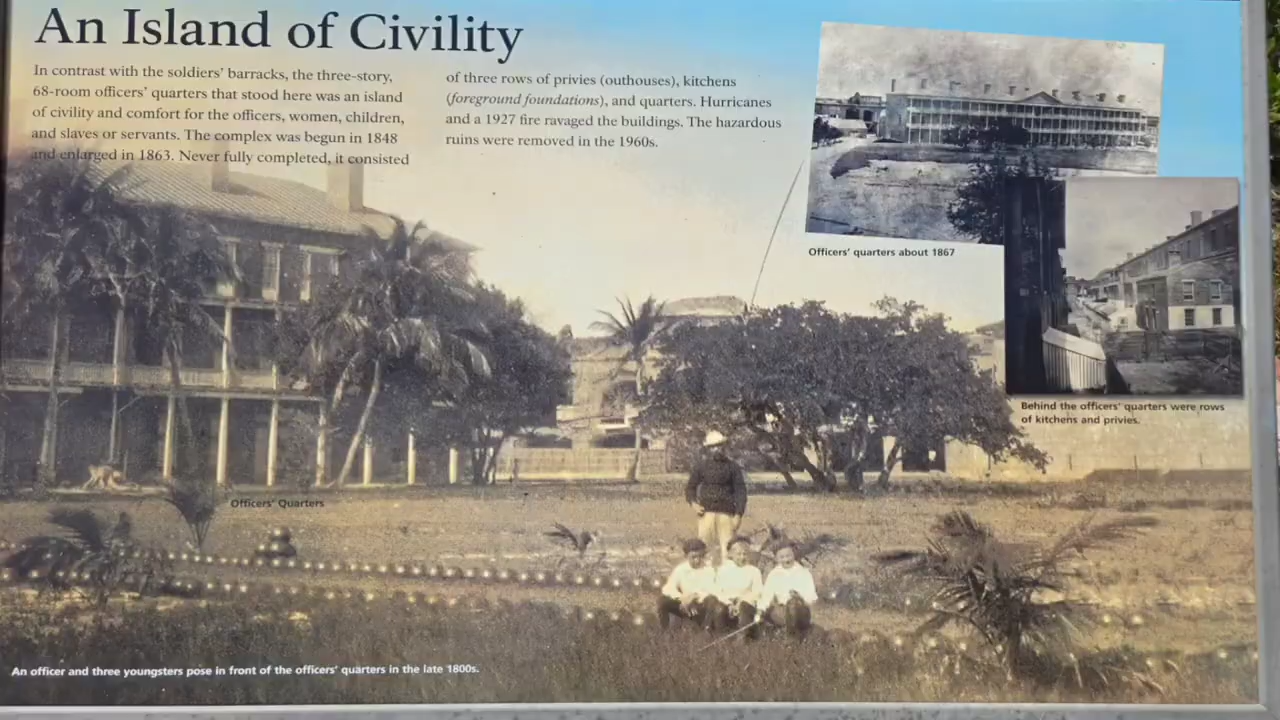 An Island of Civility
In contrast with the soldiers' barracks, the three-story,
68-room officers' quarters that stood here was an island
of civility and comfort for the officers, women, children,
and slaves or servants. The complex was begun in 1848
and enlarged in 1863. Never fully completed, it consisted
of three rows of privies (outhouses), kitchens
(foreground foundations), and quarters. Hurricanes
and a 1927 fire ravaged the buildings. The hazardous
ruins were removed in the 1960s.
Officers' quarters about 1867
Behind the officers' quarters were rows
of kitchens and privies.
Officers' Quarters
An officer and three youngsters pose in front of the officers' quarters in the late 1800s.